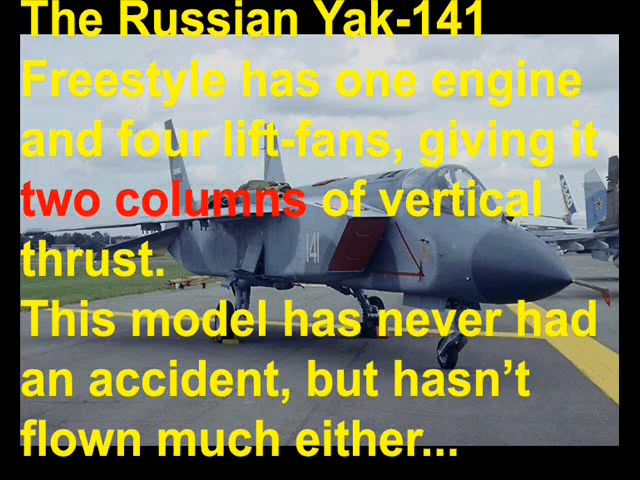 The Russian Yak-141
Freestyle has one engine
and four lift-fans, giving it
two columns of vertical
thrust.
This model has never had
an accident, but hasn’t
flown much either...
141